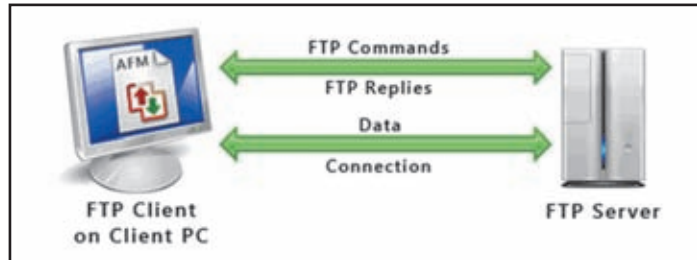 AFM
FTP Commands
FTP Replies
Data
Connection
FTP Client
on Client PC
FTP Server